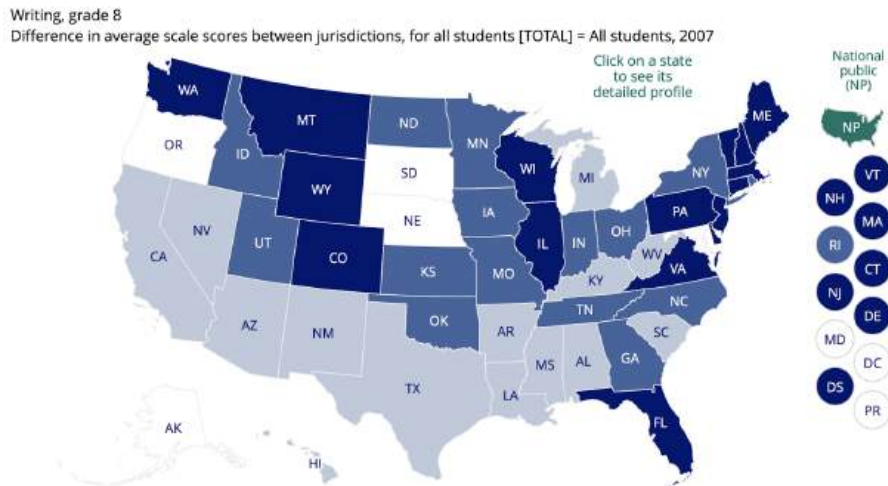 Writing, grade 8
Difference in average scale scores between jurisdictions, for all students [TOTAL] = All students, 2007
Click on a state
to see its
detailed profile
National
public
(NP)
NP
WA
MT
ND
MN
ME
OR
ID
SD
WI
MI
NY
WY
VT
NH
NE
IA
PA
MA
NV
UT
CO
IL
IN
OH
RI
CA
KS
MO
WV
VA
CT
KY
NJ
AZ
NM
OK
TN
NC
DE
AR
SC
MD
MS
AL
GA
DC
TX
LA
DS
PR
AK
FL
HI